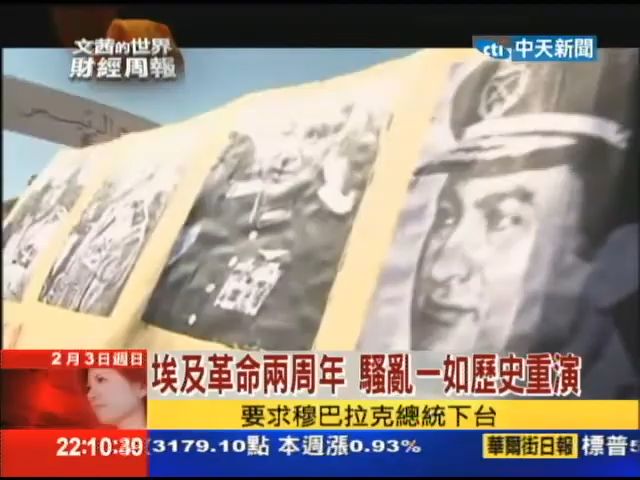 文茜的世界
財經周報
cti 中天新聞
2月3日週日
埃及革命兩周年 騷亂一如歷史重演
要求穆巴拉克總統下台
22:10:39
(3179.10點 本週漲0.93%
華爾街日報
標普5